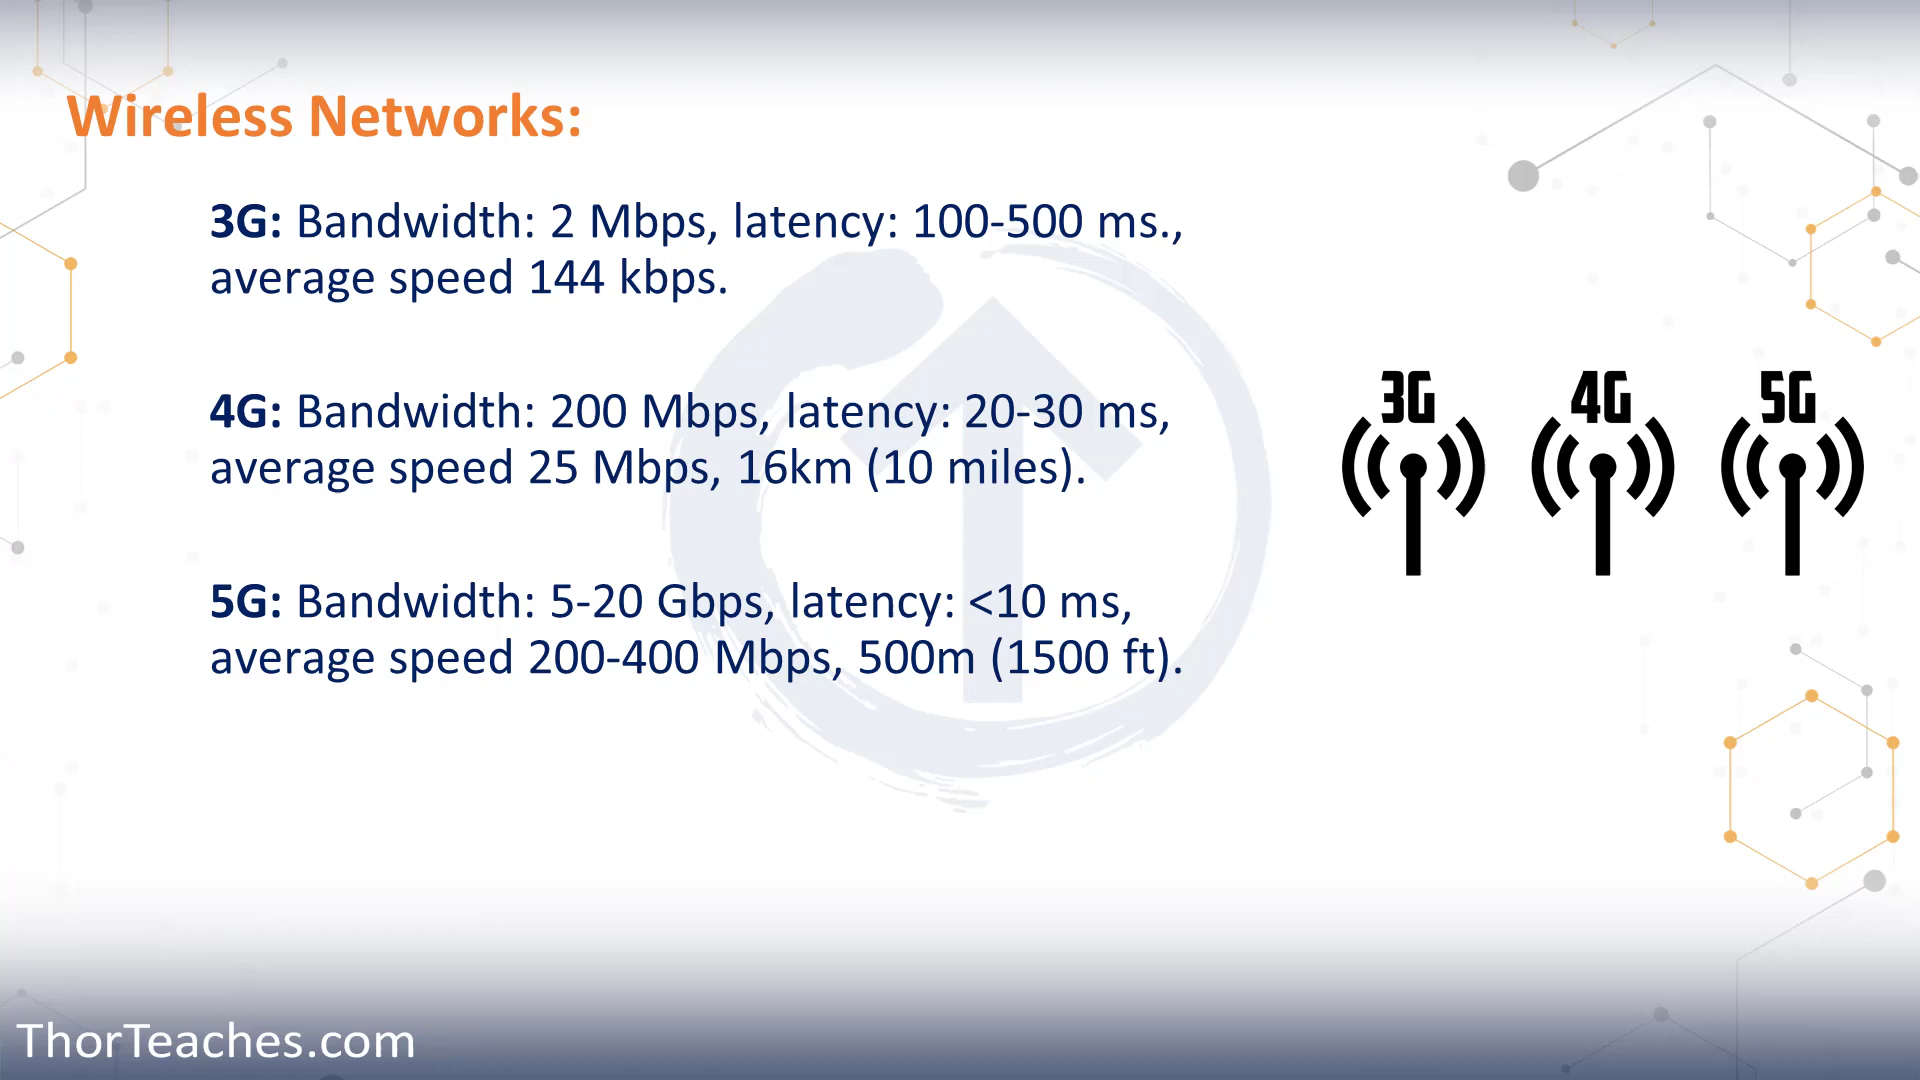 Wireless Networks:
3G: Bandwidth: 2 Mbps, latency: 100-500 ms.,
average speed 144 kbps.
4G: Bandwidth: 200 Mbps, latency: 20-30 ms,
average speed 25 Mbps, 16km (10 miles).
5G: Bandwidth: 5-20 Gbps, latency: <10 ms,
average speed 200-400 Mbps, 500m (1500 ft).
3G 4G 5G
ThorTeaches.com